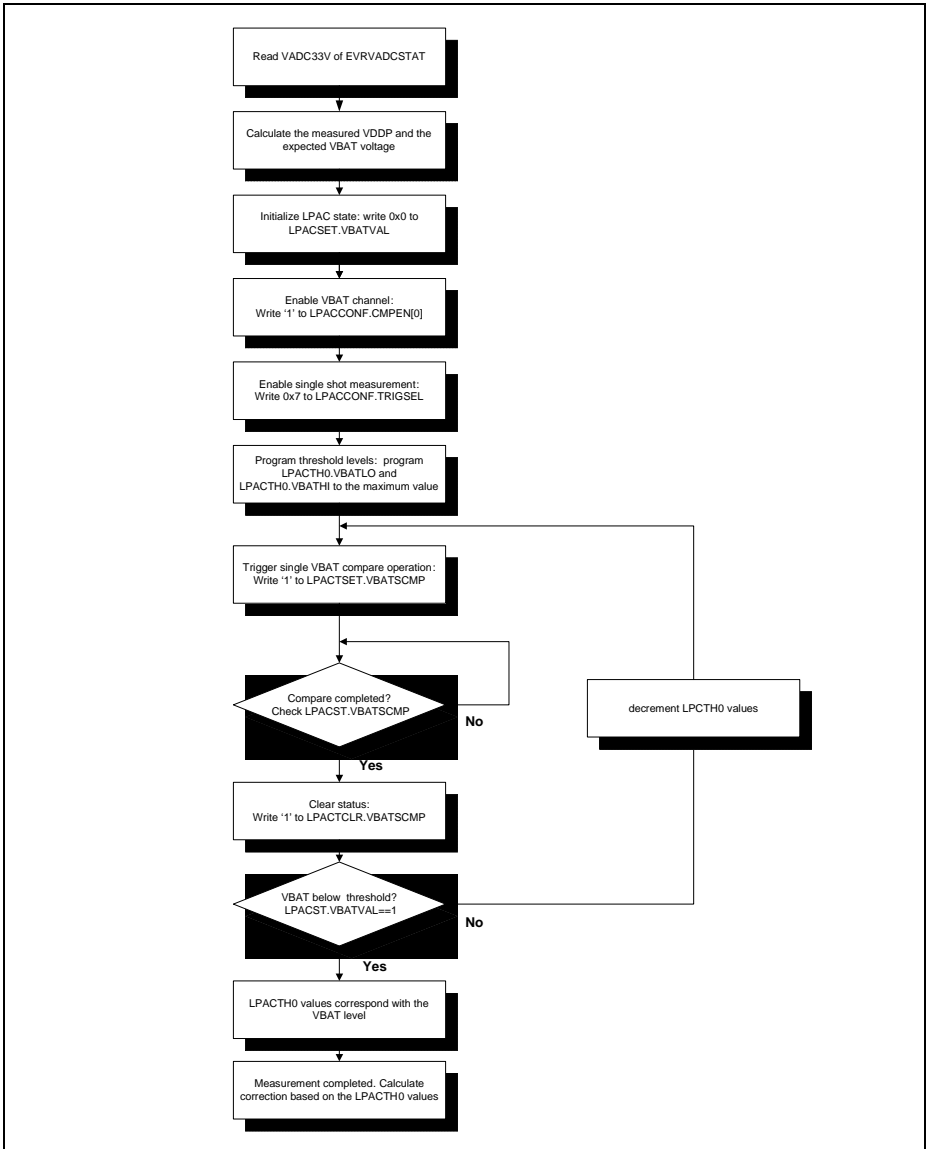 Read VADC33V of EVRVADCSTAT
Calculate the measured VDDP and the
expected VBAT voltage
Initialize LPAC state: write 0x0 to
LPACSET.VBATVAL
Enable VBAT channel:
Write ‘1’ to LPACCONF.CMPEN[0]
Enable single shot measurement:
Write 0x7 to LPACCONF.TRIGSEL
Program threshold levels: program
LPACTH0.VBATLO and
LPACTH0.VBATHI to the maximum value
Trigger single VBAT compare operation:
Write ‘1’ to LPACTSET.VBATSCMP
Compare completed?
Check LPACST.VBATSCMP
No
decrement LPCTH0 values
Yes
Clear status:
Write ‘1’ to LPACTCLR.VBATSCMP
VBAT below threshold?
LPACST.VBATVAL==1
No
Yes
LPACTH0 values correspond with the
VBAT level
Measurement completed. Calculate
correction based on the LPACTH0 values